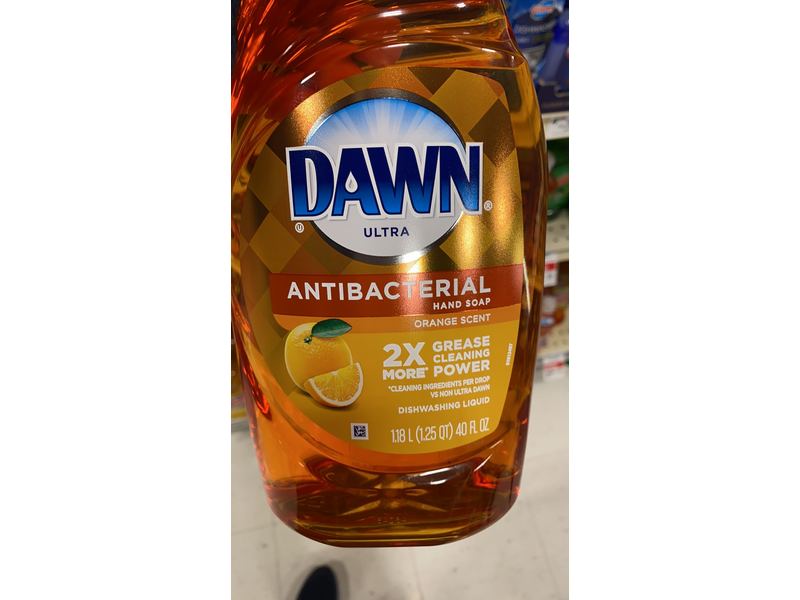 DAWN®
U
ULTRA
ANTIBACTERIAL
HAND SOAP
ORANGE SCENT
2X
MORE*
GREASE
CLEANING
POWER
*CLEANING INGREDIENTS PER DROP
VS NON ULTRA DAWN
DISHWASHING LIQUID
1.18 L (1.25 QT) 40 FL OZ